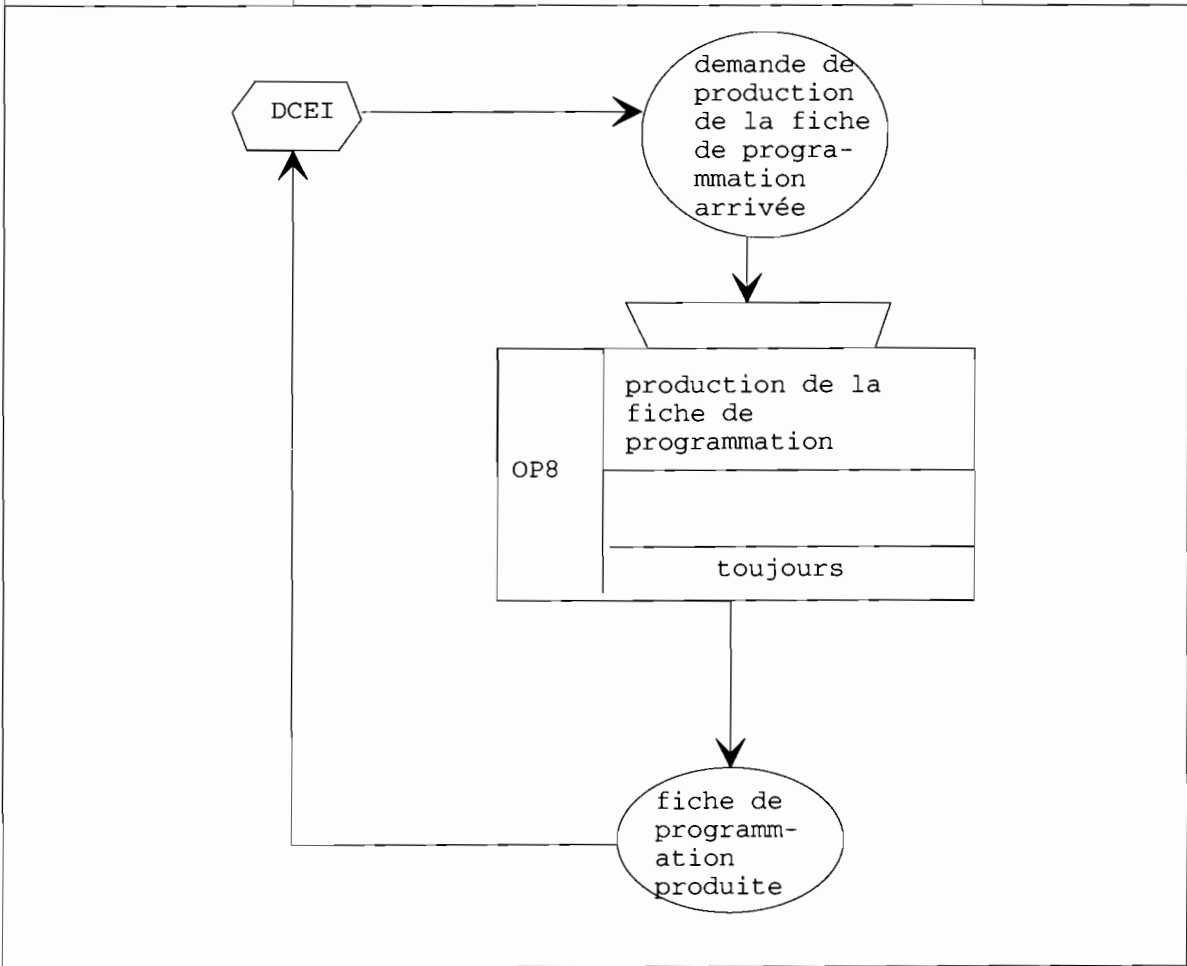 DCEI
demande de
production
de la fiche
de progra-
mmation
arrivée
production de la
fiche de
programmation
OP8
toujours
fiche de
programm-
ation
produite